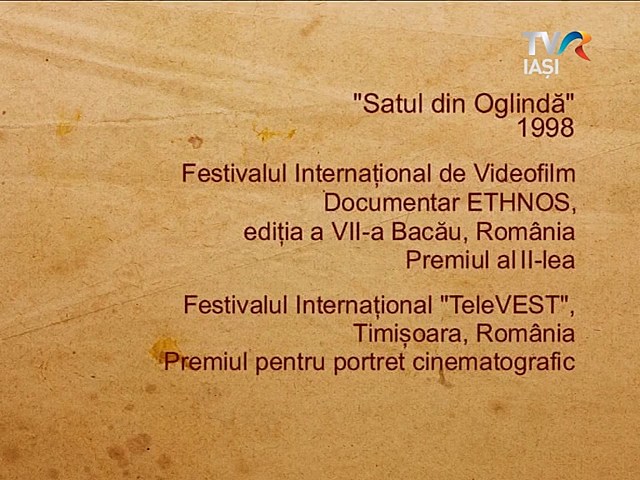 TVR
IAȘI
"Satul din Oglindă"
1998
Festivalul Internațional de Videofilm
Documentar ETHNOS,
ediția a VII-a Bacău, România
Premiul al II-lea
Festivalul Internațional "TeleVEST",
Timișoara, România
Premiul pentru portret cinematografic